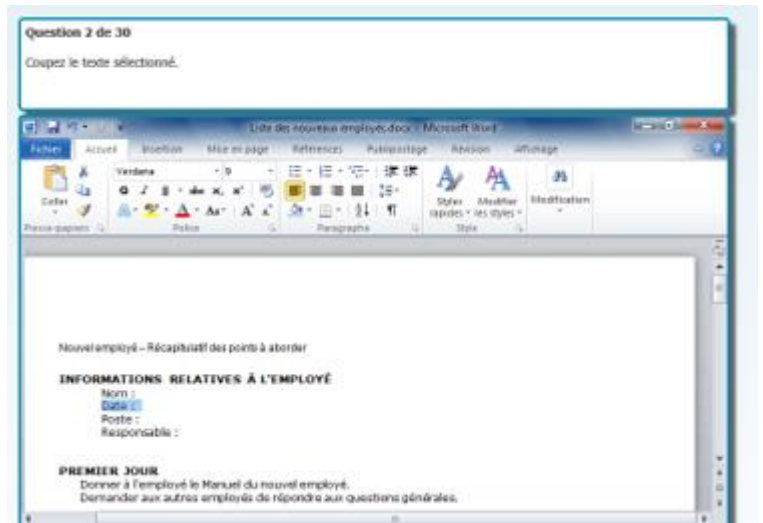 Question 2 de 30
Coupez le texte sélectionné.
Liste des nouveaux employés.docx - Microsoft Word
Fichier Accueil Insertion Mise en page Références Publipostage Révision Affichage
Verdana 9
Coller
Styles rapides Modifier les styles Modification
Presse-papiers Police Paragraphe Style
Nouvel employé – Récapitulatif des points à aborder
INFORMATIONS RELATIVES À L'EMPLOYÉ
Nom :
Date :
Poste :
Responsable :
PREMIER JOUR
Donner à l'employé le Manuel du nouvel employé.
Demander aux autres employés de répondre aux questions générales.